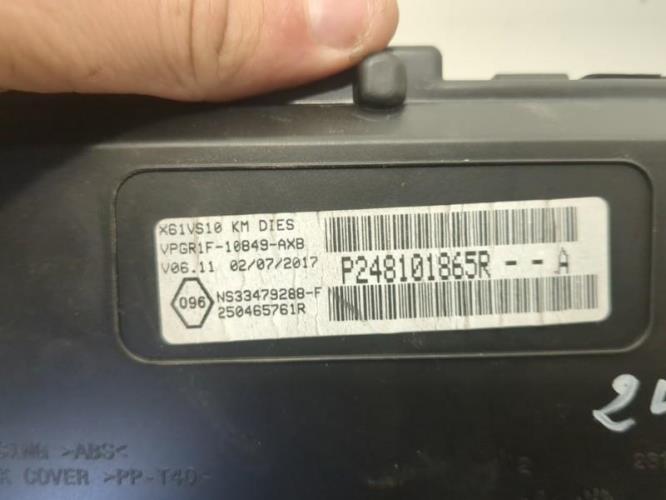 X61VS10 KM DIES
VPGR1F-10849-AXB
V06.11 02/07/2017
P248101865R - - A
096
NS33479288-F
250465761R
>ABS<
COVER >PP-T40